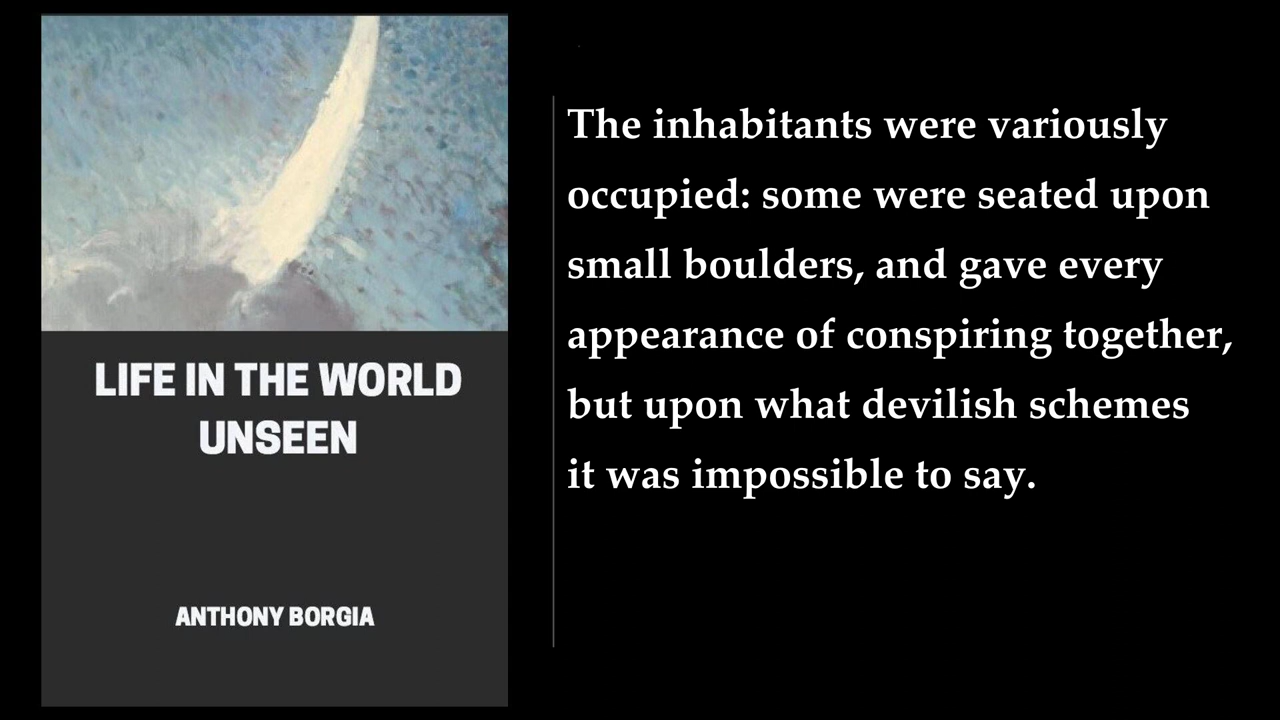 LIFE IN THE WORLD
UNSEEN
ANTHONY BORGIA
The inhabitants were variously
occupied: some were seated upon
small boulders, and gave every
appearance of conspiring together,
but upon what devilish schemes
it was impossible to say.